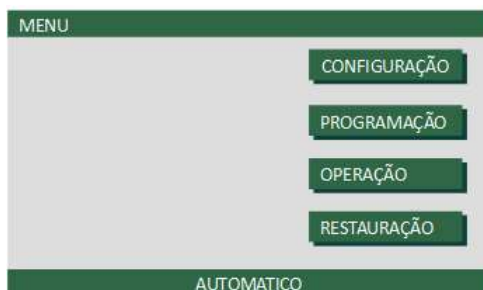 MENU
CONFIGURAÇÃO
PROGRAMAÇÃO
OPERAÇÃO
RESTAURAÇÃO
AUTOMATICO